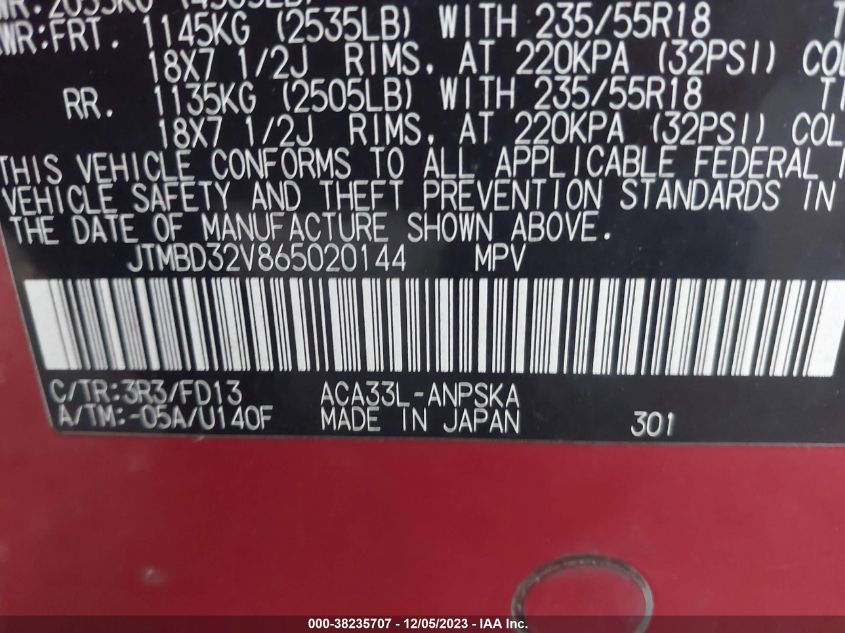 WR:FRT. 1145KG (2535LB) WITH 235/55R18
18X7 1/2J RIMS, AT 220KPA (32PSI)
RR. 1135KG (2505LB) WITH 235/55R18
18X7 1/2J RIMS, AT 220KPA (32PSI) COL
THIS VEHICLE CONFORMS TO ALL APPLICABLE FEDERAL
VEHICLE SAFETY AND THEFT PREVENTION STANDARDS IN
THE DATE OF MANUFACTURE SHOWN ABOVE.
JTMBD32V865020144 MPV
C/TR:3R3/FD13 ACA33L-ANPSKA
A/TM:-05A/U140F MADE IN JAPAN 301
000-38235707 - 12/05/2023 - IAA Inc.